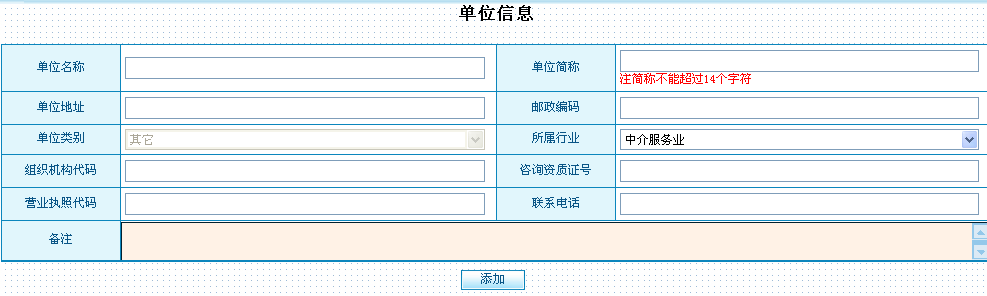 单位信息
单位名称
单位简称
注简称不能超过14个字符
单位地址
邮政编码
单位类别
其它
所属行业
中介服务业
组织机构代码
咨询资质证号
营业执照代码
联系电话
备注
添加